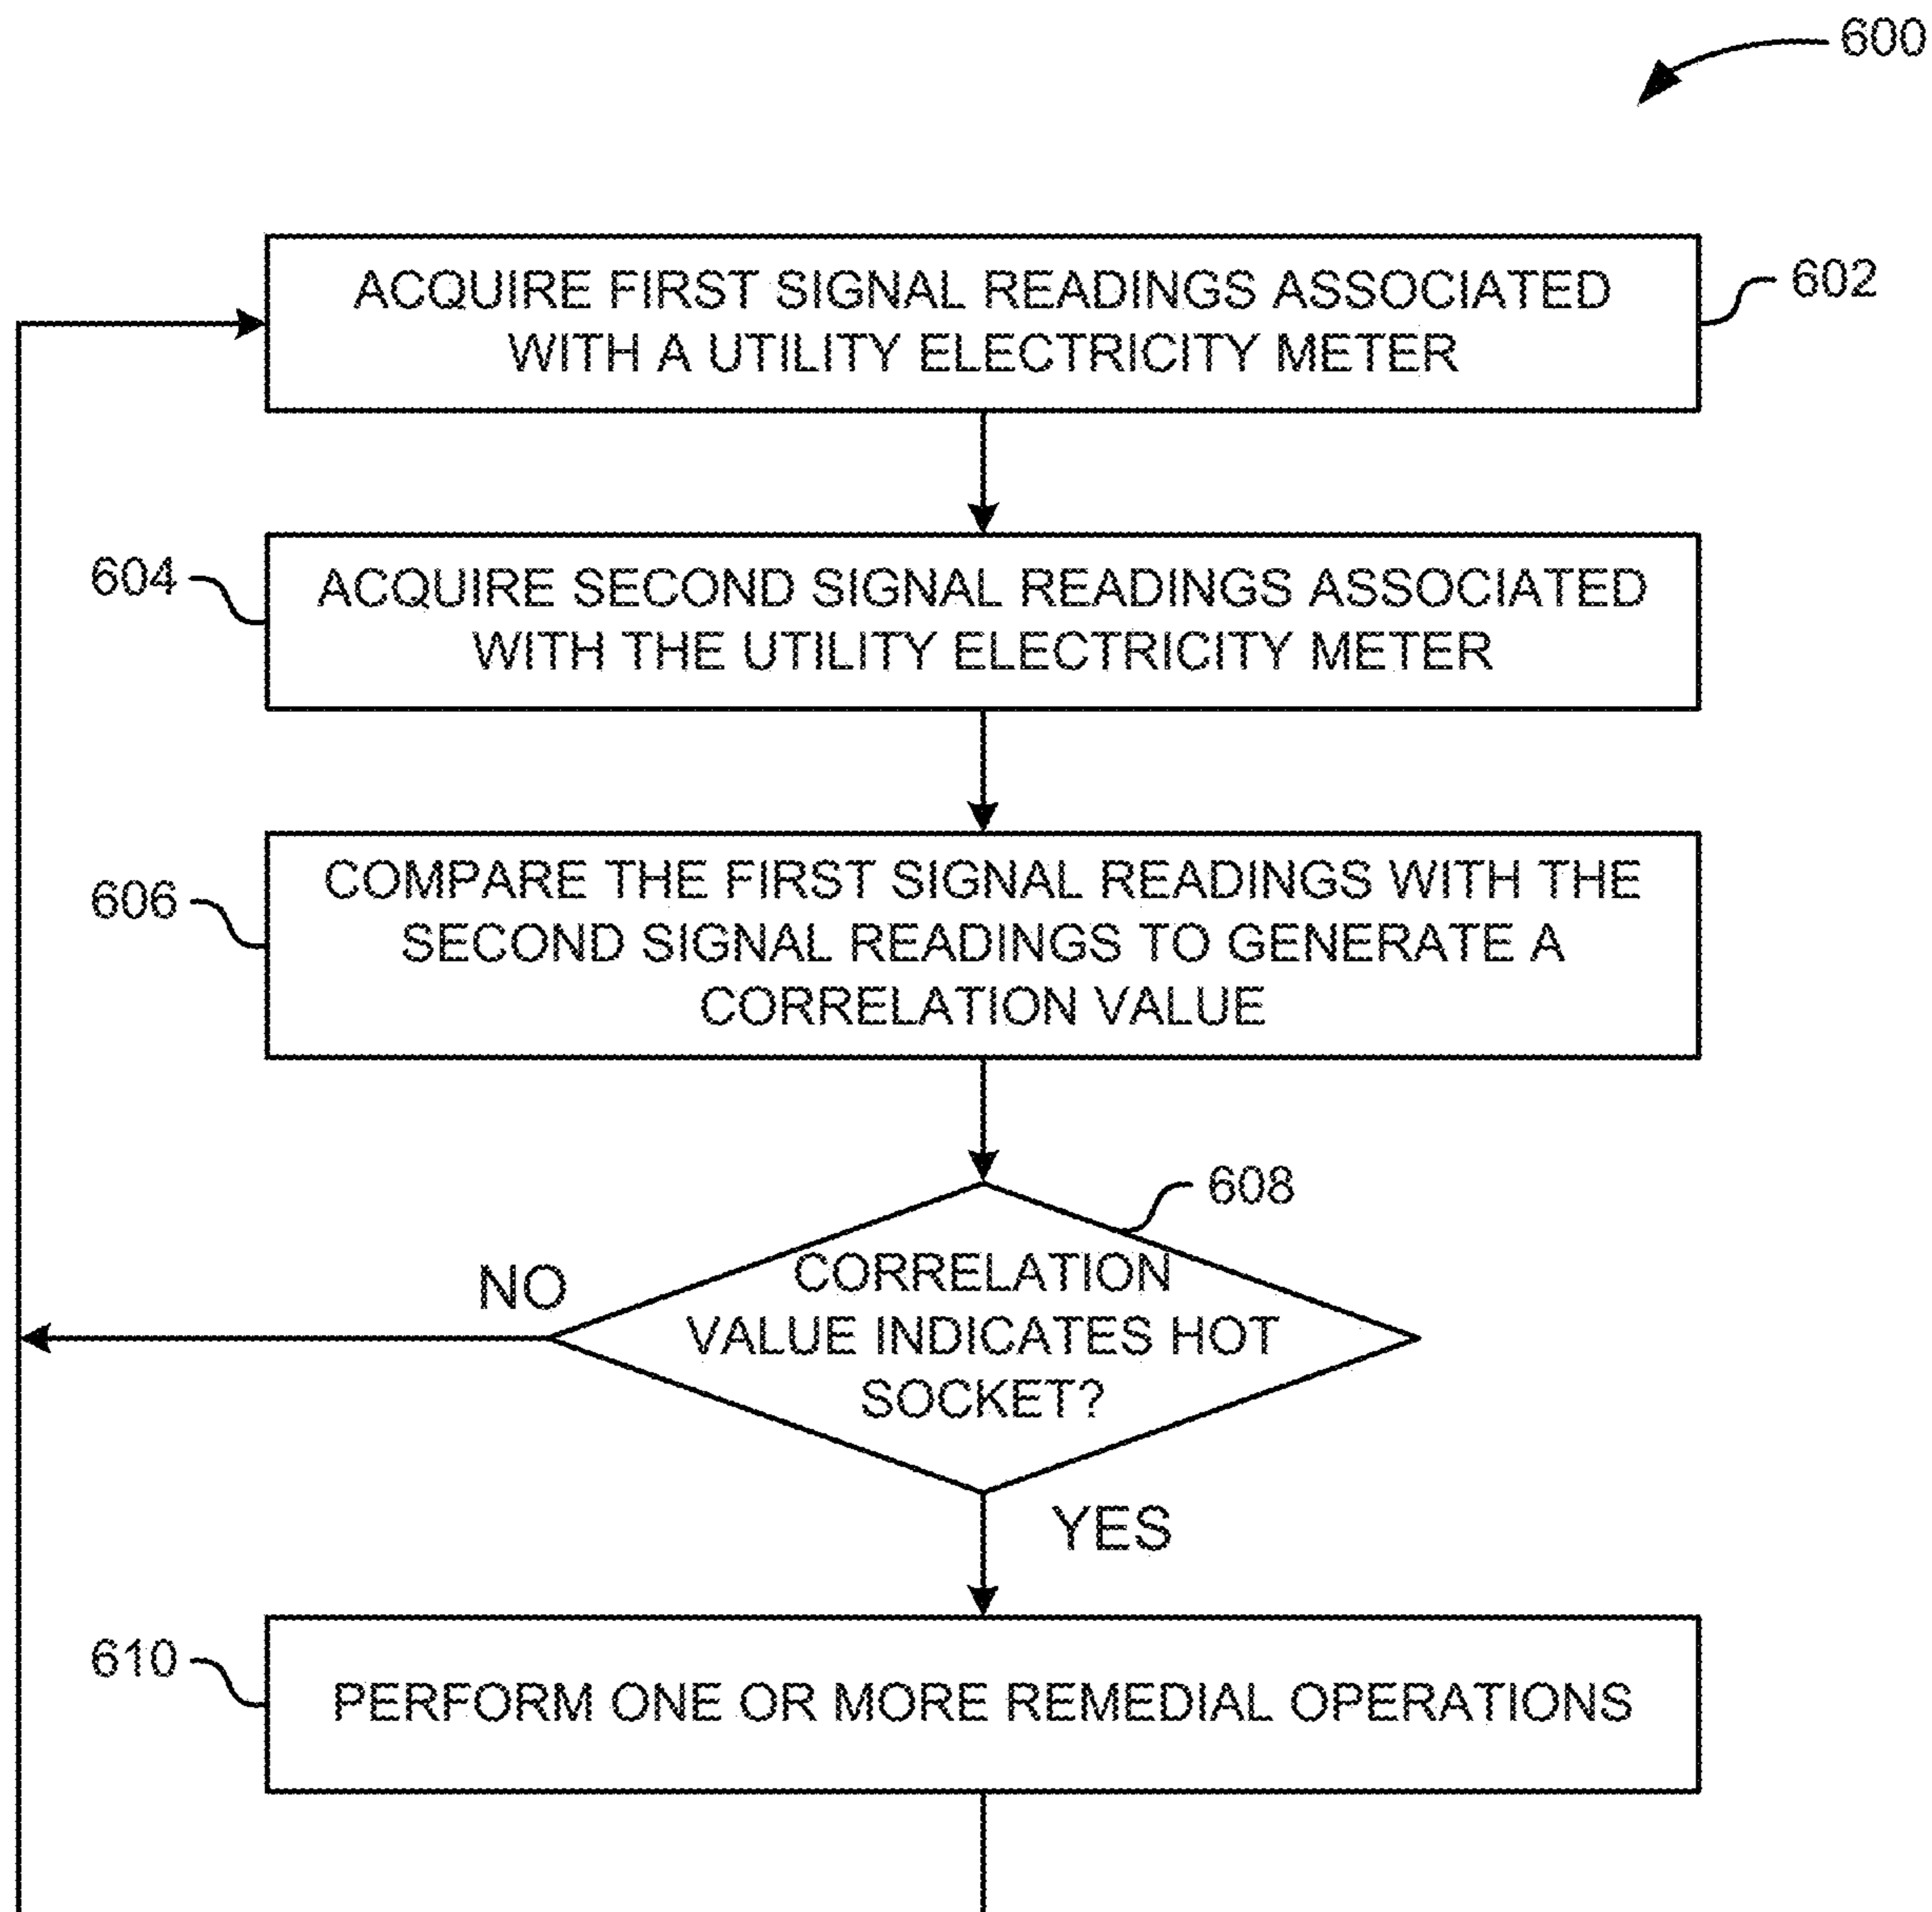 600
ACQUIRE FIRST SIGNAL READINGS ASSOCIATED
WITH A UTILITY ELECTRICITY METER
602
604
ACQUIRE SECOND SIGNAL READINGS ASSOCIATED
WITH THE UTILITY ELECTRICITY METER
606
COMPARE THE FIRST SIGNAL READINGS WITH THE
SECOND SIGNAL READINGS TO GENERATE A
CORRELATION VALUE
608
NO
CORRELATION
VALUE INDICATES HOT
SOCKET?
YES
610
PERFORM ONE OR MORE REMEDIAL OPERATIONS